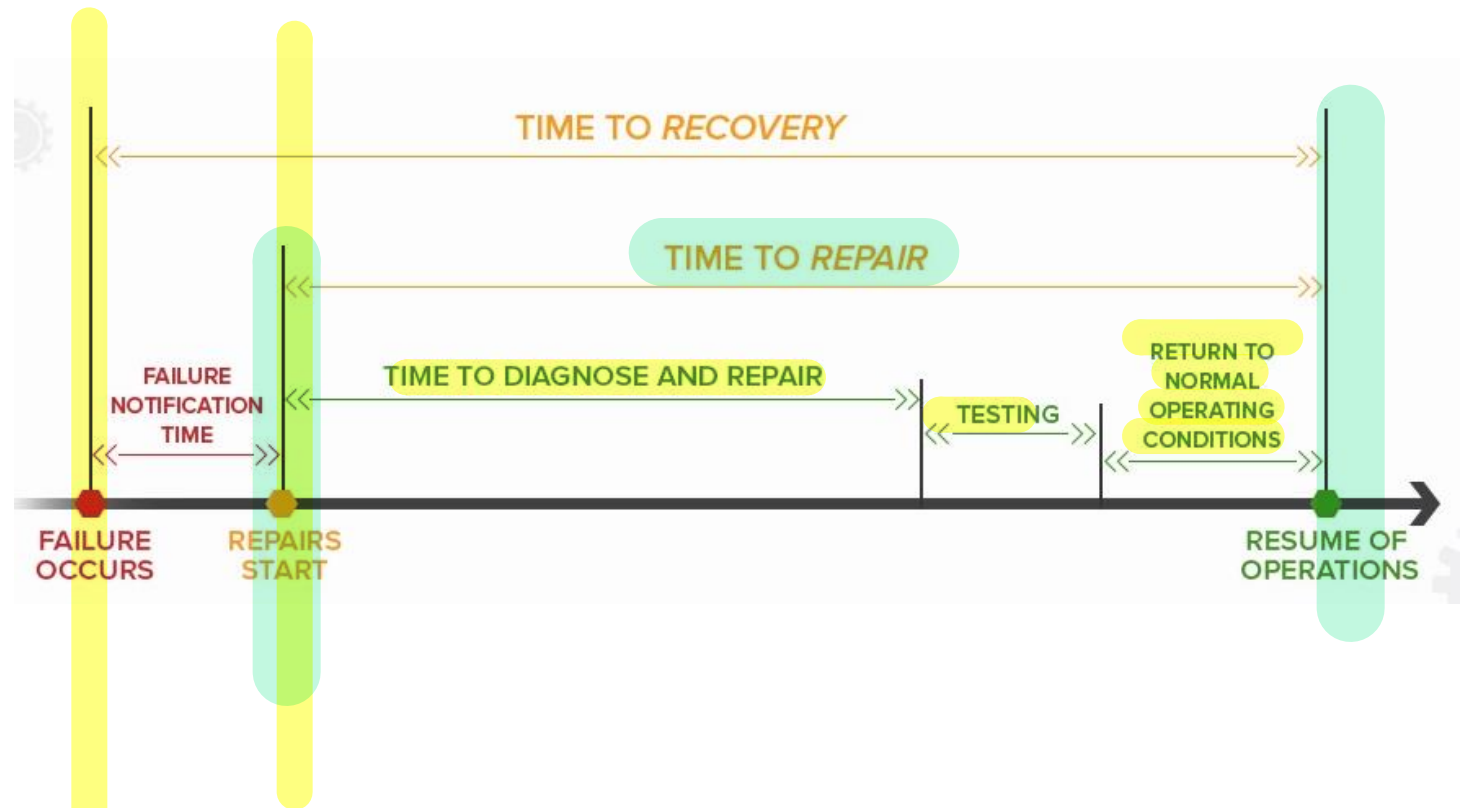 TIME TO RECOVERY
TIME TO REPAIR
FAILURE
NOTIFICATION
TIME
TIME TO DIAGNOSE AND REPAIR
TESTING
RETURN TO
NORMAL
OPERATING
CONDITIONS
FAILURE
OCCURS
REPAIRS
START
RESUME OF
OPERATIONS